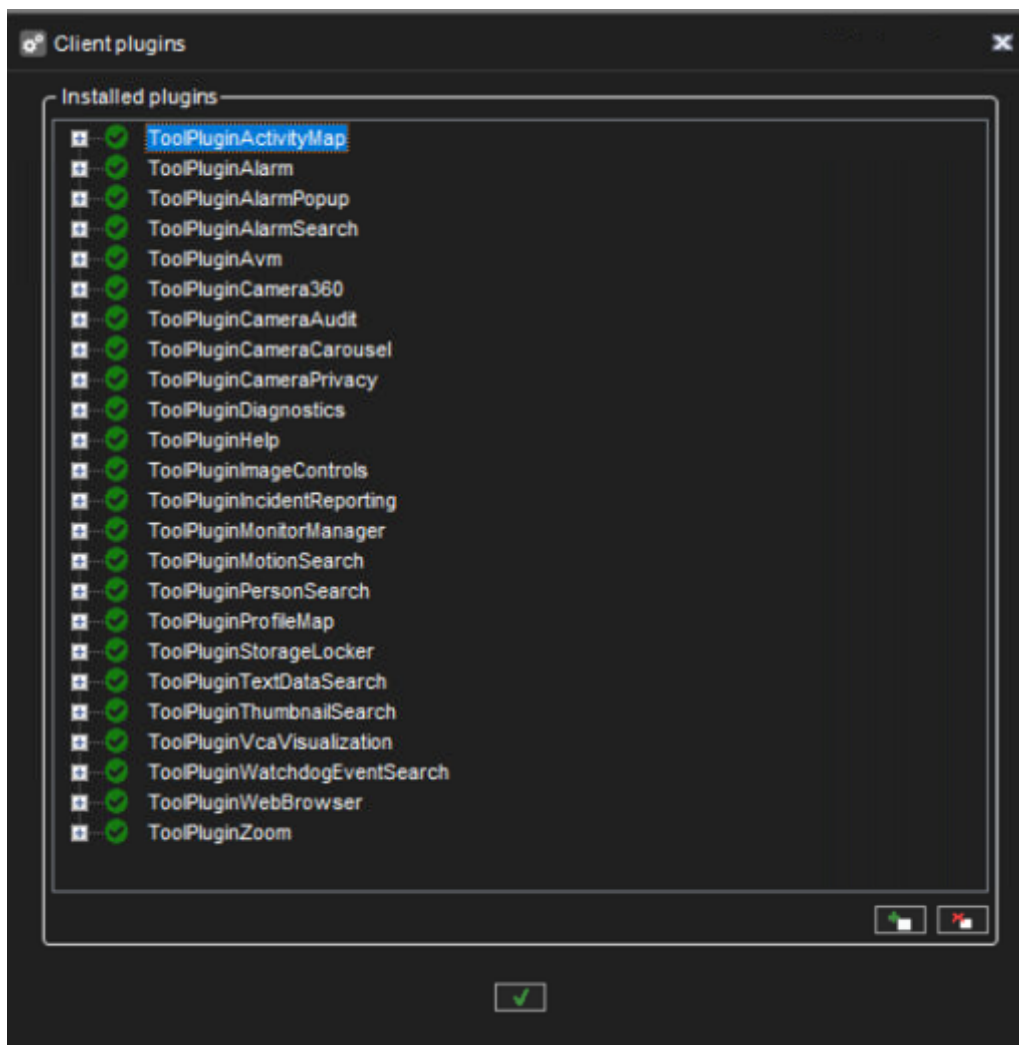 Client plugins
Installed plugins
ToolPluginActivityMap
ToolPluginAlarm
ToolPluginAlarmPopup
ToolPluginAlarmSearch
ToolPluginAvm
ToolPluginCamera360
ToolPluginCameraAudit
ToolPluginCameraCarousel
ToolPluginCameraPrivacy
ToolPluginDiagnostics
ToolPluginHelp
ToolPluginImageControls
ToolPluginIncidentReporting
ToolPluginMonitorManager
ToolPluginMotionSearch
ToolPluginPersonSearch
ToolPluginProfileMap
ToolPluginStorageLocker
ToolPluginTextDataSearch
ToolPluginThumbnailSearch
ToolPluginVcaVisualization
ToolPluginWatchdogEventSearch
ToolPluginWebBrowser
ToolPluginZoom